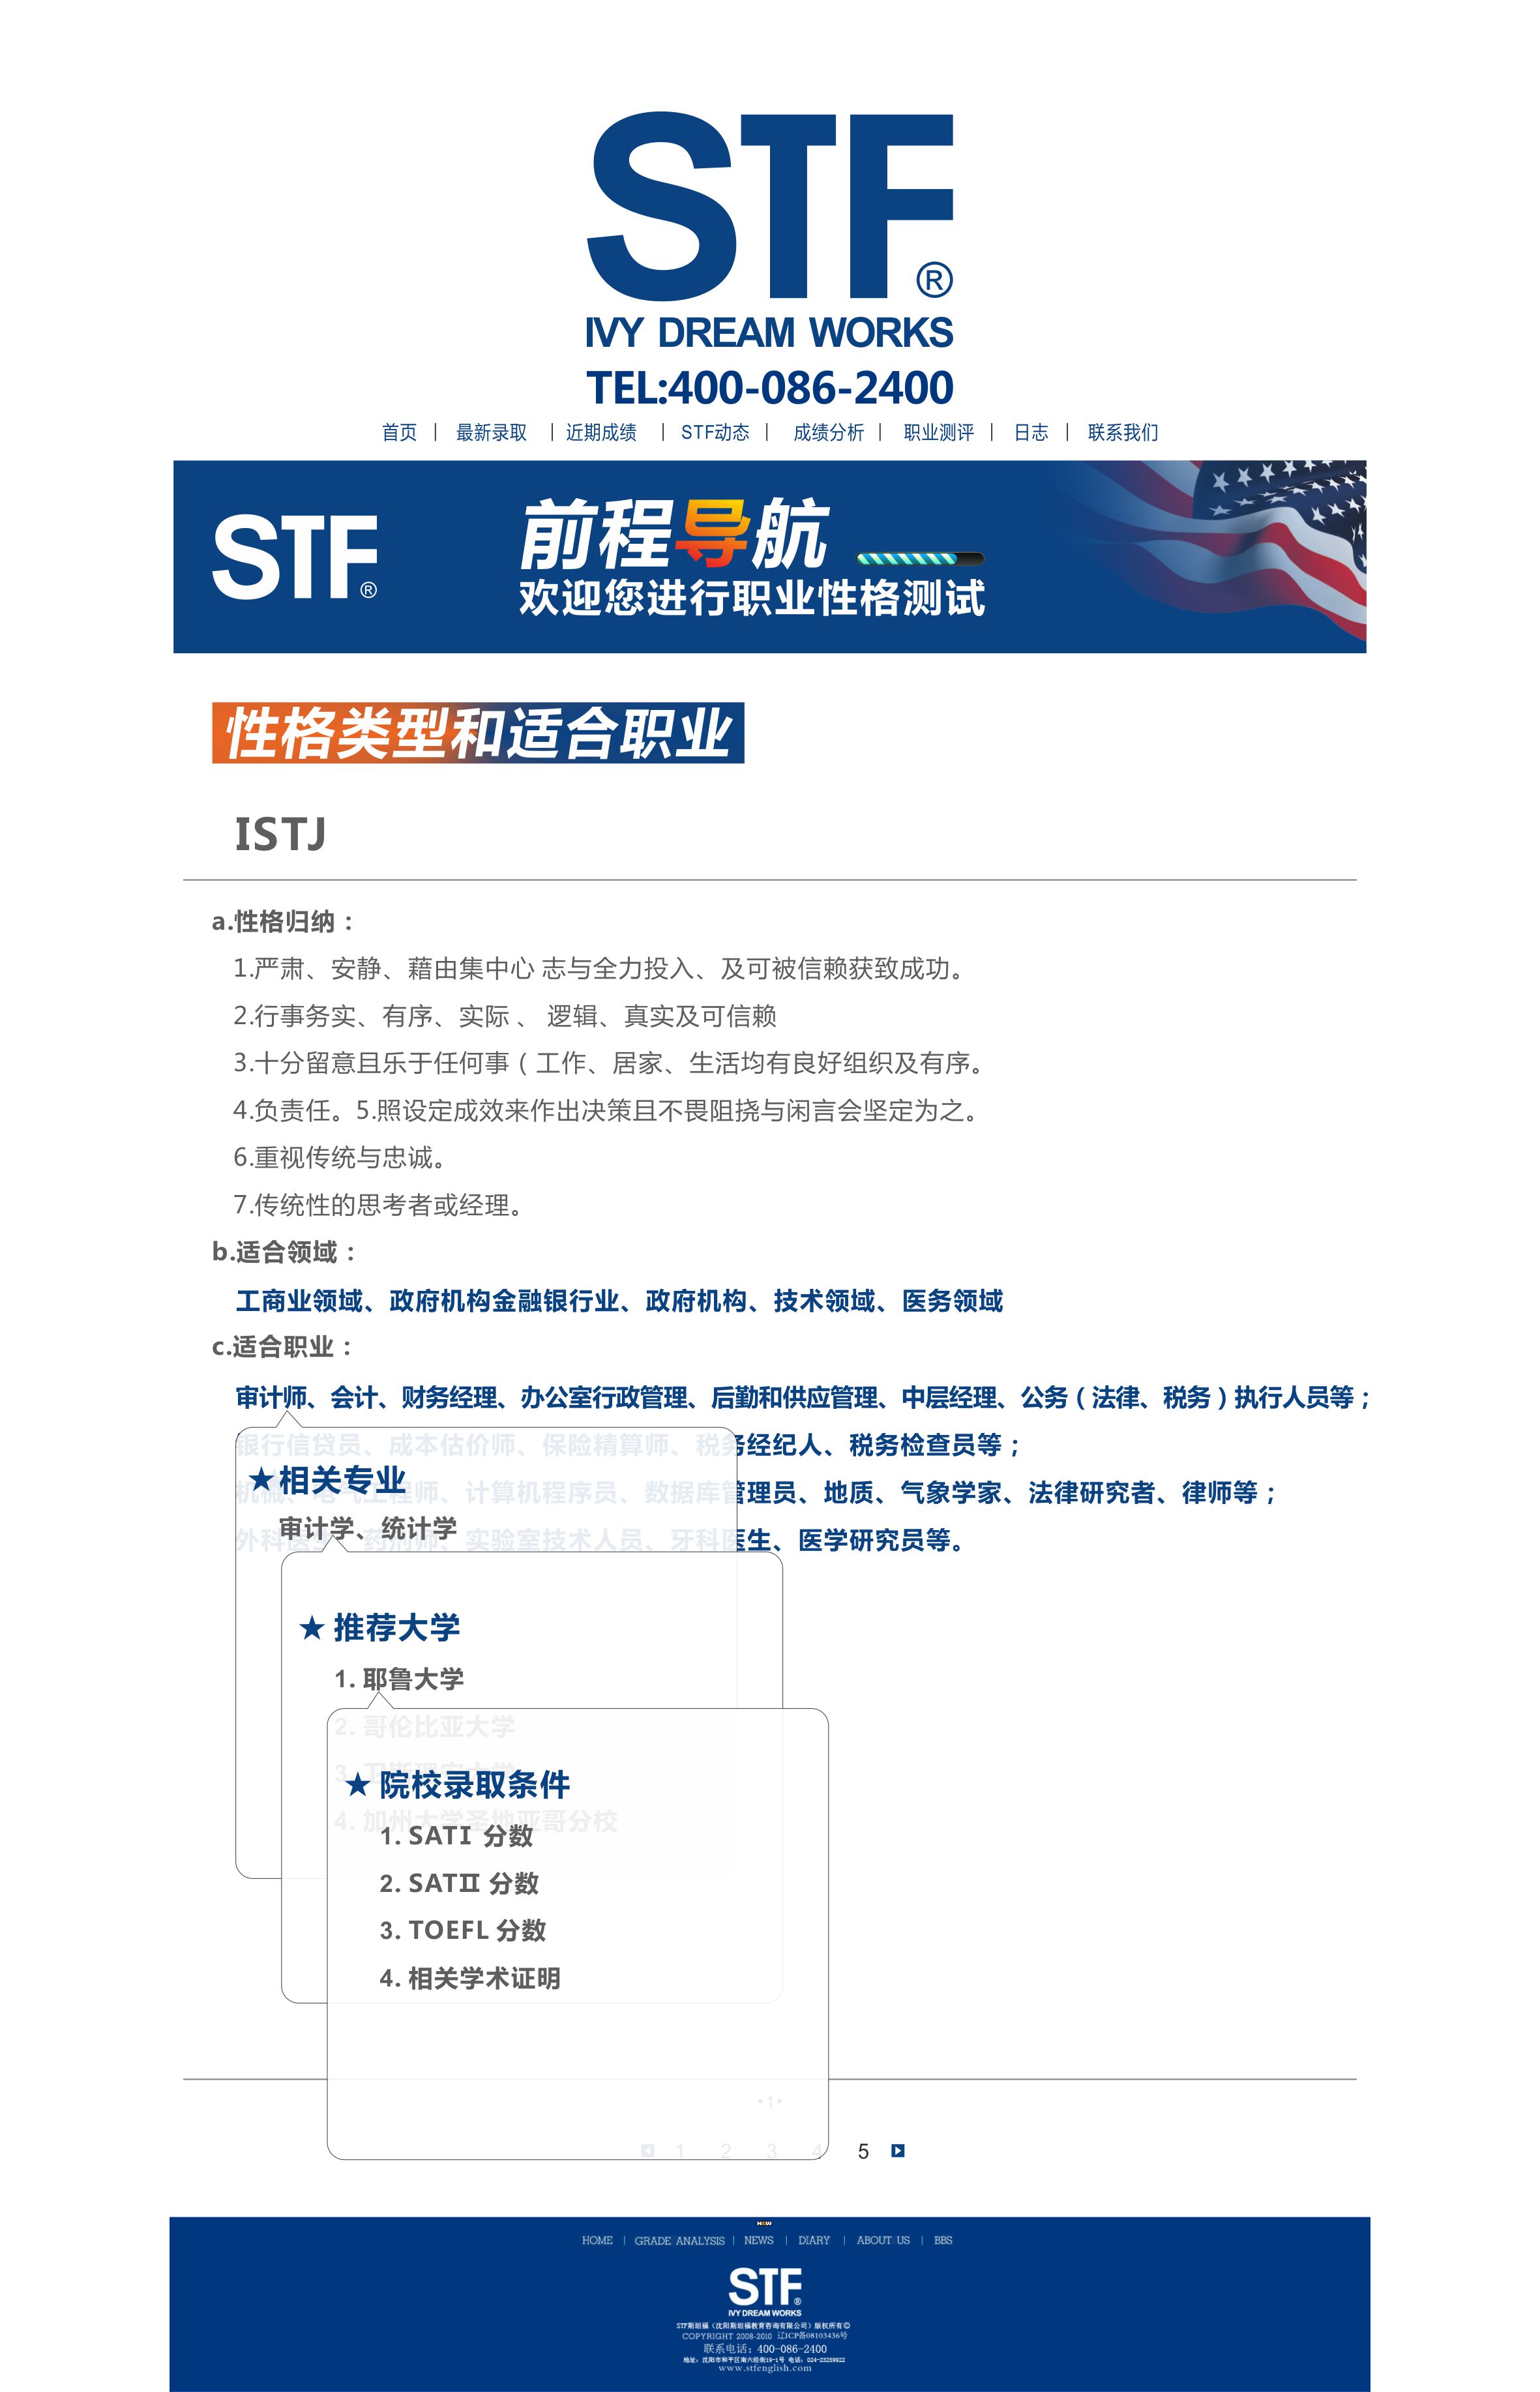 STF®
IVY DREAM WORKS
TEL:400-086-2400
首页 | 最新录取 | 近期成绩 | STF动态 | 成绩分析 | 职业测评 | 日志 | 联系我们
STF®
前程导航
欢迎您进行职业性格测试
性格类型和适合职业
ISTJ
a.性格归纳：
1.严肃、安静、藉由集中心 志与全力投入、及可被信赖获致成功。
2.行事务实、有序、实际 、 逻辑、真实及可信赖
3.十分留意且乐于任何事（工作、居家、生活均有良好组织及有序。
4.负责任。5.照设定成效来作出决策且不畏阻挠与闲言会坚定为之。
6.重视传统与忠诚。
7.传统性的思考者或经理。
b.适合领域：
工商业领域、政府机构金融银行业、政府机构、技术领域、医务领域
c.适合职业：
审计师、会计、财务经理、办公室行政管理、后勤和供应管理、中层经理、公务（法律、税务）执行人员等；
银行信贷员、成本估价师、保险精算师、税务经纪人、税务检查员等；
机械、电气工程师、计算机程序员、数据库管理员、地质、气象学家、法律研究者、律师等；
外科医生、药剂师、实验室技术人员、牙科医生、医学研究员等。
★相关专业
审计学、统计学
★ 推荐大学
1. 耶鲁大学
2. 哥伦比亚大学
3.
4. 加州大学圣地亚哥分校
★ 院校录取条件
1. SATⅠ 分数
2. SATⅡ 分数
3. TOEFL 分数
4. 相关学术证明
•1•
1 2 3 4 5
NEW
HOME | GRADE ANALYSIS | NEWS | DIARY | ABOUT US | BBS
STF®
IVY DREAM WORKS
STF斯坦福（沈阳斯坦福教育咨询有限公司）版权所有©
COPYRIGHT 2008-2010 辽ICP备08103436号
联系电话：400-086-2400
地址：沈阳市和平区南六经街19-1号 电话：024-23259922
www.stfenglish.com